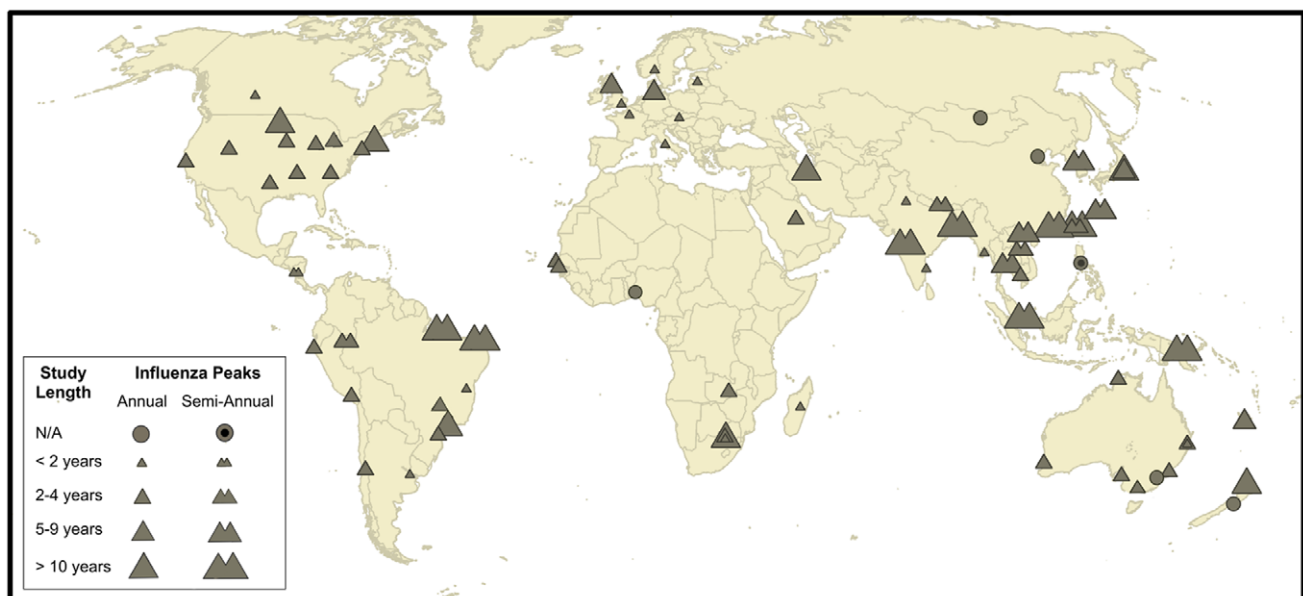 Study Length
Influenza Peaks
Annual
Semi-Annual
N/A
< 2 years
2-4 years
5-9 years
> 10 years